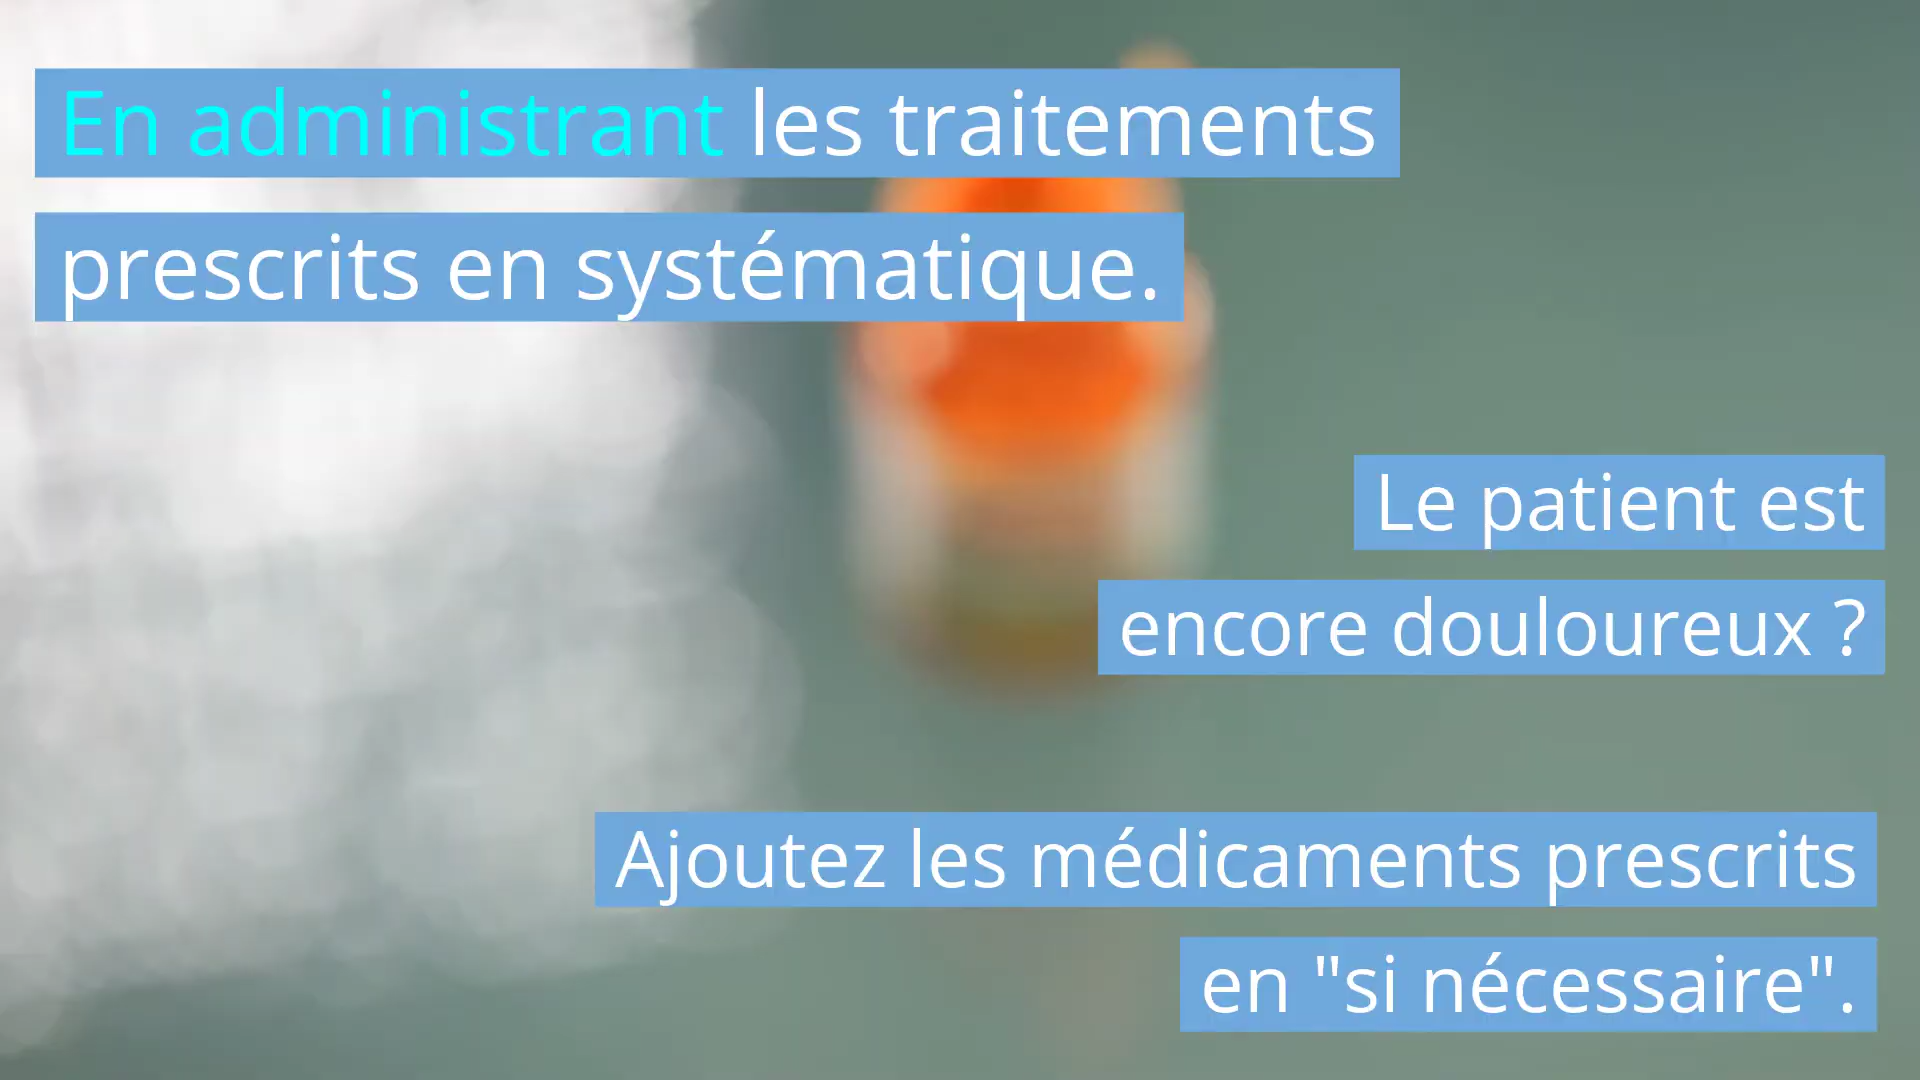 En administrant les traitements
prescrits en systématique.
Le patient est
encore douloureux ?
Ajoutez les médicaments prescrits
en "si nécessaire".